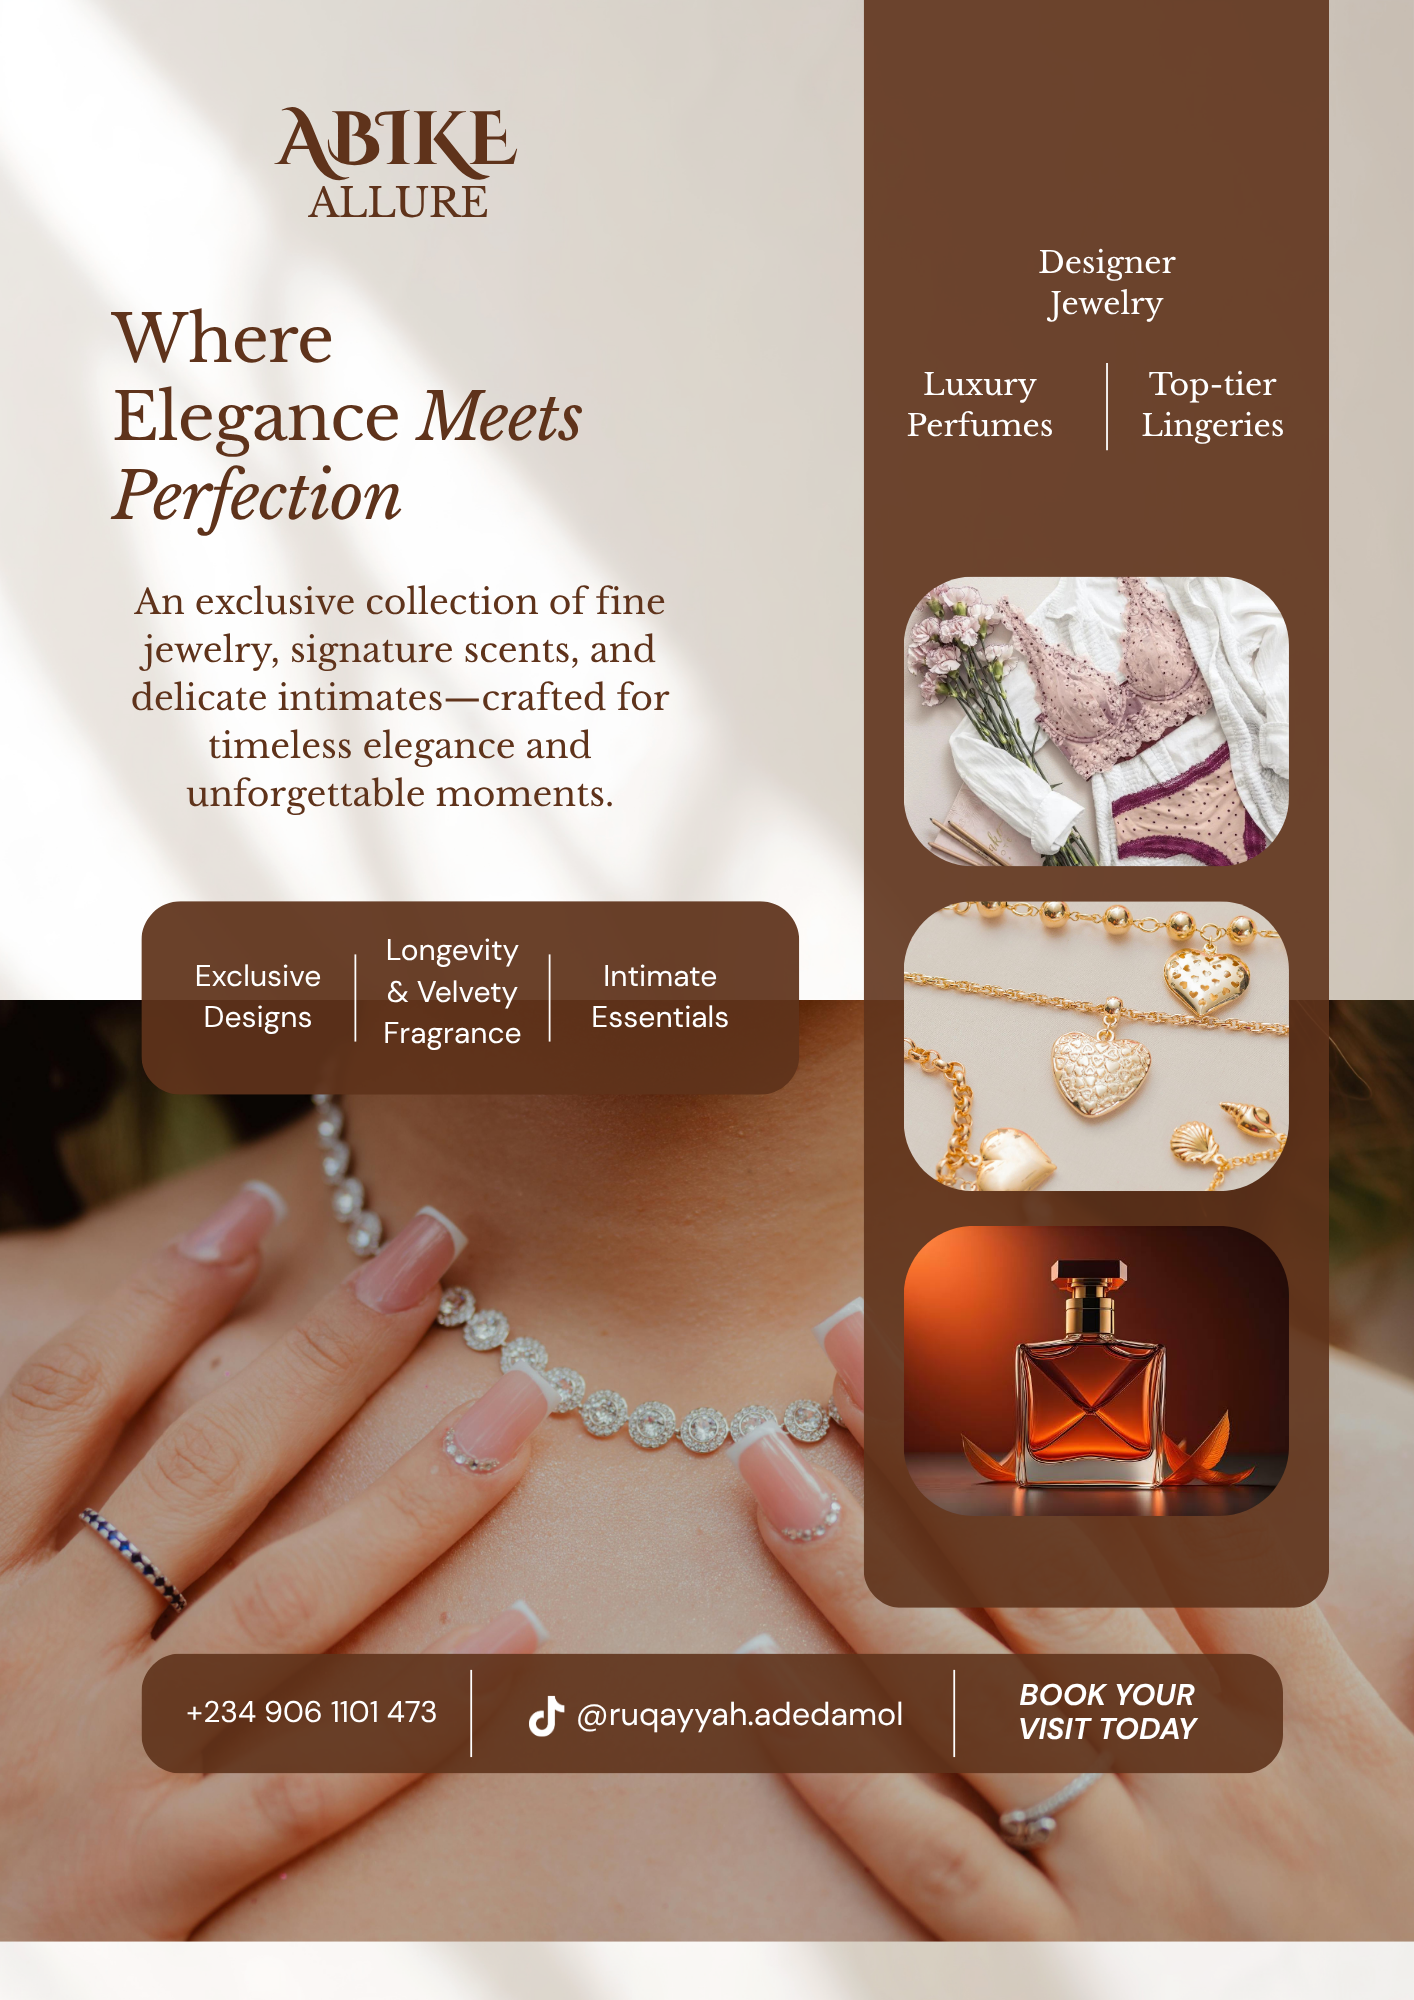 ABIKE
ALLURE
Where
Elegance Meets
Perfection
An exclusive collection of fine
jewelry, signature scents, and
delicate intimates—crafted for
timeless elegance and
unforgettable moments.
Designer
Jewelry
Luxury
Perfumes
Top-tier
Lingeries
Exclusive
Designs
Longevity
& Velvety
Fragrance
Intimate
Essentials
+234 906 1101 473
@ruqayyah.adedamol
BOOK YOUR
VISIT TODAY